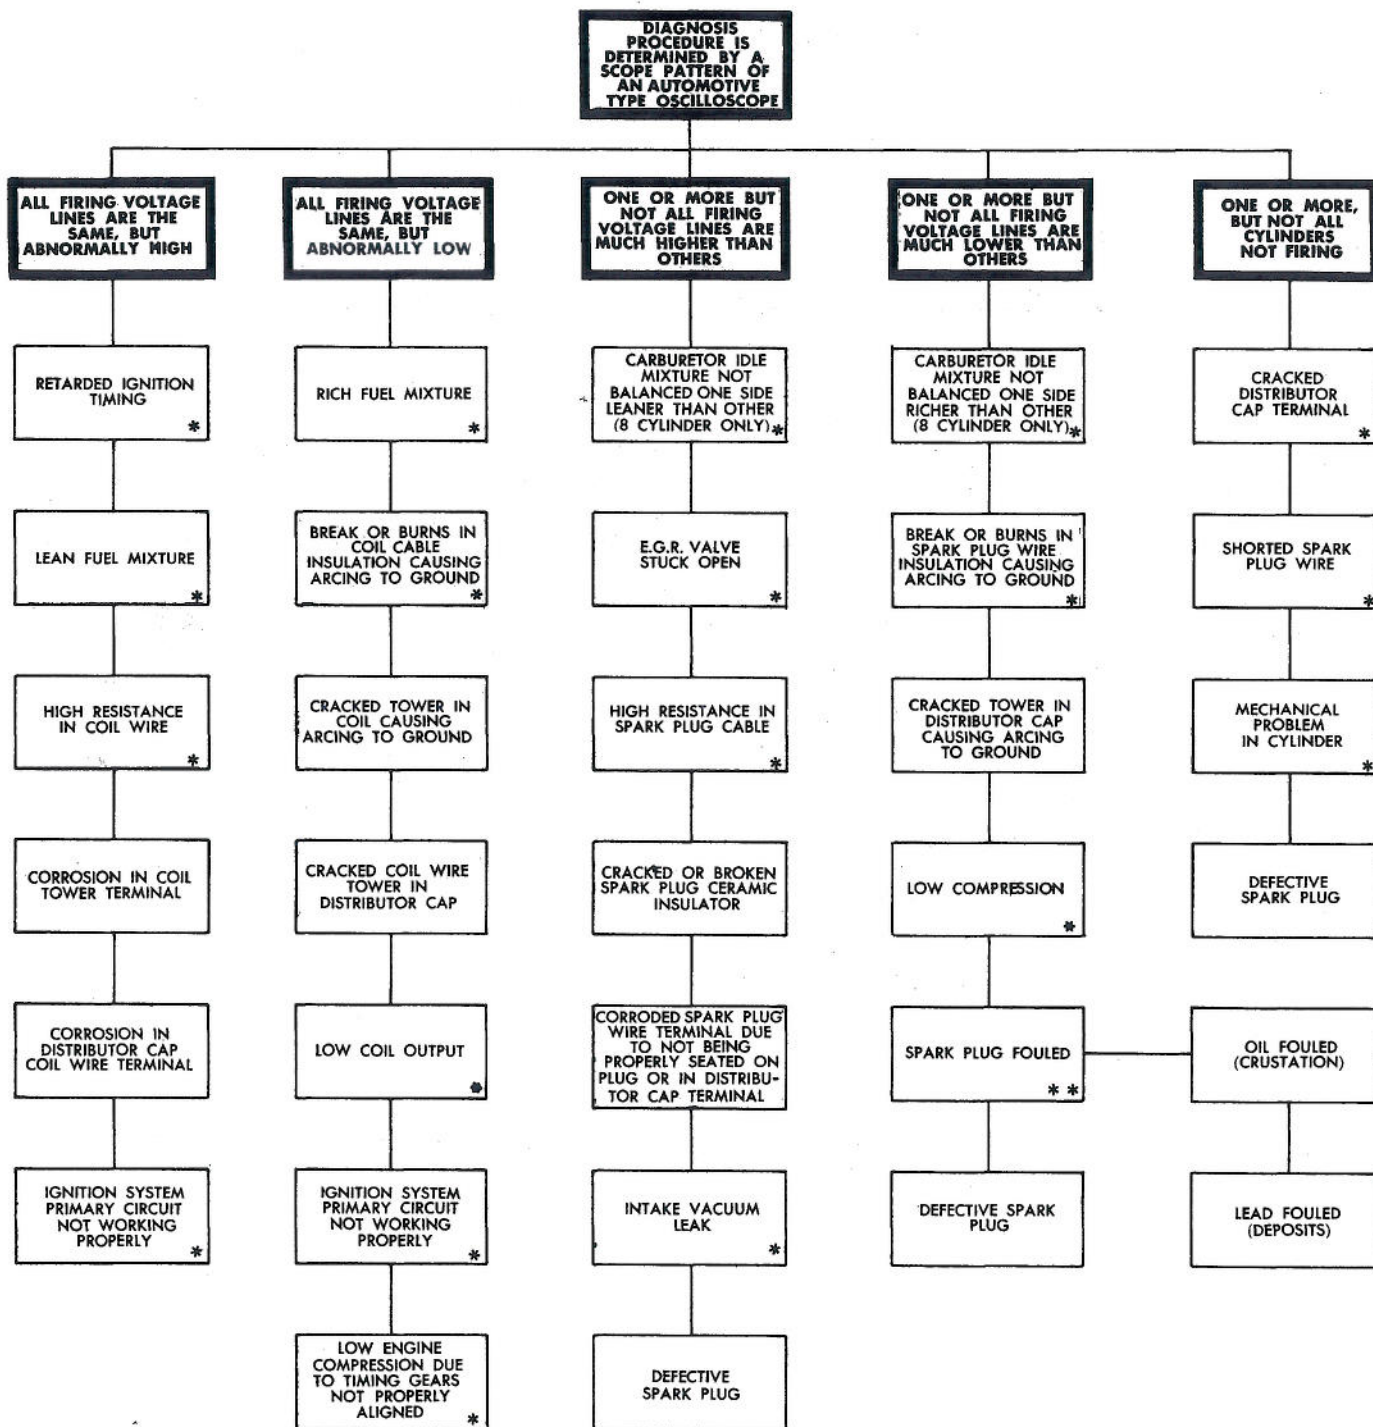 DIAGNOSIS
PROCEDURE IS
DETERMINED BY A
SCOPE PATTERN OF
AN AUTOMOTIVE
TYPE OSCILLOSCOPE
ALL FIRING VOLTAGE
LINES ARE THE
SAME, BUT
ABNORMALLY HIGH
RETARDED IGNITION
TIMING
*
LEAN FUEL MIXTURE
*
HIGH RESISTANCE
IN COIL WIRE
*
CORROSION IN COIL
TOWER TERMINAL
CORROSION IN
DISTRIBUTOR CAP
COIL WIRE TERMINAL
IGNITION SYSTEM
PRIMARY CIRCUIT
NOT WORKING
PROPERLY
*
ALL FIRING VOLTAGE
LINES ARE THE
SAME, BUT
ABNORMALLY LOW
RICH FUEL MIXTURE
*
BREAK OR BURNS IN
COIL CABLE
INSULATION CAUSING
ARCING TO GROUND
*
CRACKED TOWER IN
COIL CAUSING
ARCING TO GROUND
CRACKED COIL WIRE
TOWER IN
DISTRIBUTOR CAP
LOW COIL OUTPUT
*
IGNITION SYSTEM
PRIMARY CIRCUIT
NOT WORKING
PROPERLY
*
LOW ENGINE
COMPRESSION DUE
TO TIMING GEARS
NOT PROPERLY
ALIGNED
*
ONE OR MORE BUT
NOT ALL FIRING
VOLTAGE LINES ARE
MUCH HIGHER THAN
OTHERS
CARBURETOR IDLE
MIXTURE NOT
BALANCED ONE SIDE
LEANER THAN OTHER
(8 CYLINDER ONLY)*
E.G.R. VALVE
STUCK OPEN
*
HIGH RESISTANCE IN
SPARK PLUG CABLE
*
CRACKED OR BROKEN
SPARK PLUG CERAMIC
INSULATOR
CORRODED SPARK PLUG
WIRE TERMINAL DUE
TO NOT BEING
PROPERLY SEATED ON
PLUG OR IN DISTRIBU-
TOR CAP TERMINAL
INTAKE VACUUM
LEAK
*
DEFECTIVE
SPARK PLUG
ONE OR MORE BUT
NOT ALL FIRING
VOLTAGE LINES ARE
MUCH LOWER THAN
OTHERS
CARBURETOR IDLE
MIXTURE NOT
BALANCED ONE SIDE
RICHER THAN OTHER
(8 CYLINDER ONLY)*
BREAK OR BURNS IN
SPARK PLUG WIRE
INSULATION CAUSING
ARCING TO GROUND
*
CRACKED TOWER IN
DISTRIBUTOR CAP
CAUSING ARCING
TO GROUND
LOW COMPRESSION
*
SPARK PLUG FOULED
* *
DEFECTIVE SPARK
PLUG
ONE OR MORE,
BUT NOT ALL
CYLINDERS
NOT FIRING
CRACKED
DISTRIBUTOR
CAP TERMINAL
*
SHORTED SPARK
PLUG WIRE
*
MECHANICAL
PROBLEM
IN CYLINDER
*
DEFECTIVE
SPARK PLUG
OIL FOULED
(CRUSTATION)
LEAD FOULED
(DEPOSITS)